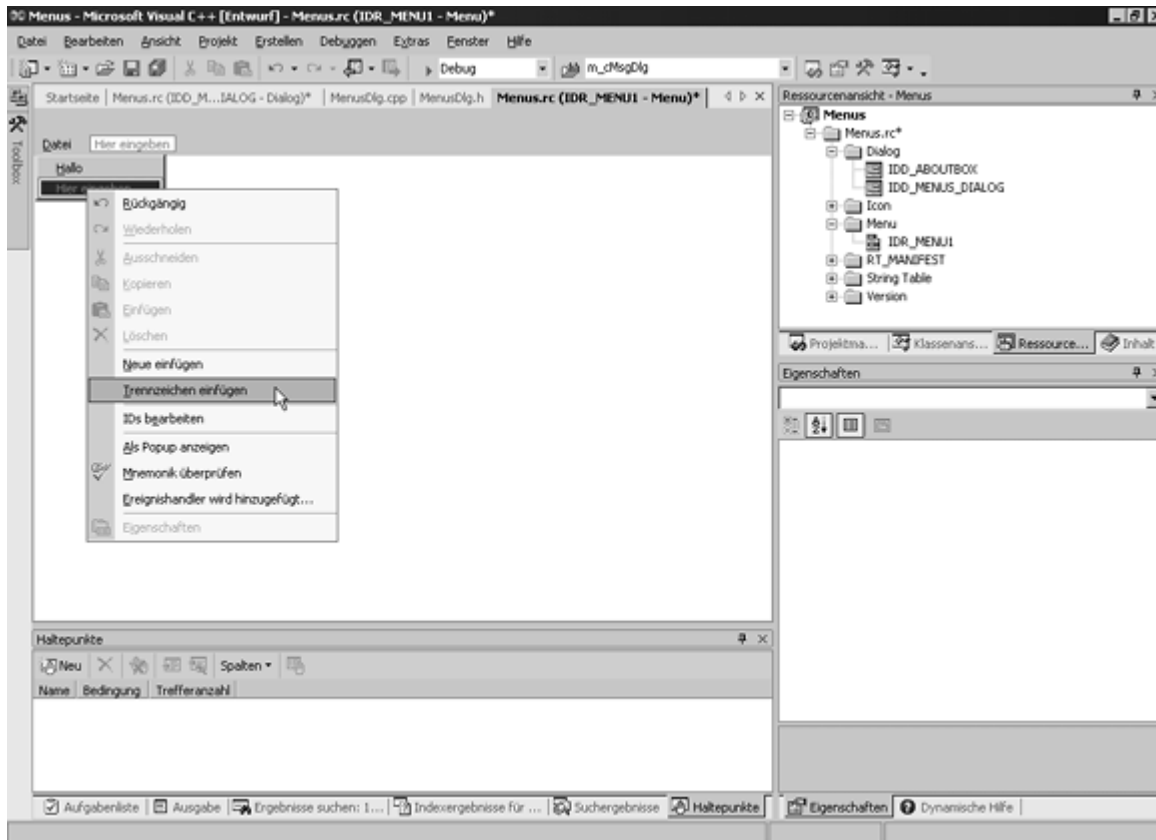 Menus - Microsoft Visual C++ [Entwurf] - Menus.rc (IDR_MENU1 - Menu)*
Datei Bearbeiten Ansicht Projekt Erstellen Debuggen Extras Fenster Hilfe
Debug m_cMsgDlg
Startseite Menus.rc (IDD_M...IALOG - Dialog)* MenusDlg.cpp MenusDlg.h Menus.rc (IDR_MENU1 - Menu)*
Toolbox
Datei Hier eingeben
Hallo
Hier eingeben
Rückgängig
Wiederholen
Ausschneiden
Kopieren
Einfügen
Löschen
Neue einfügen
Trennzeichen einfügen
IDs bearbeiten
Als Popup anzeigen
Mnemonik überprüfen
Ereignishandler wird hinzugefügt...
Eigenschaften
Ressourcenansicht - Menus
Menus
Menus.rc*
Dialog
IDD_ABOUTBOX
IDD_MENUS_DIALOG
Icon
Menu
IDR_MENU1
RT_MANIFEST
String Table
Version
Projektma... Klassenans... Ressource... Inhalt
Eigenschaften
Haltepunkte
Neu Spalten
Name Bedingung Trefferanzahl
Aufgabenliste Ausgabe Ergebnisse suchen: 1... Indexergebnisse für ... Suchergebnisse Haltepunkte
Eigenschaften Dynamische Hilfe